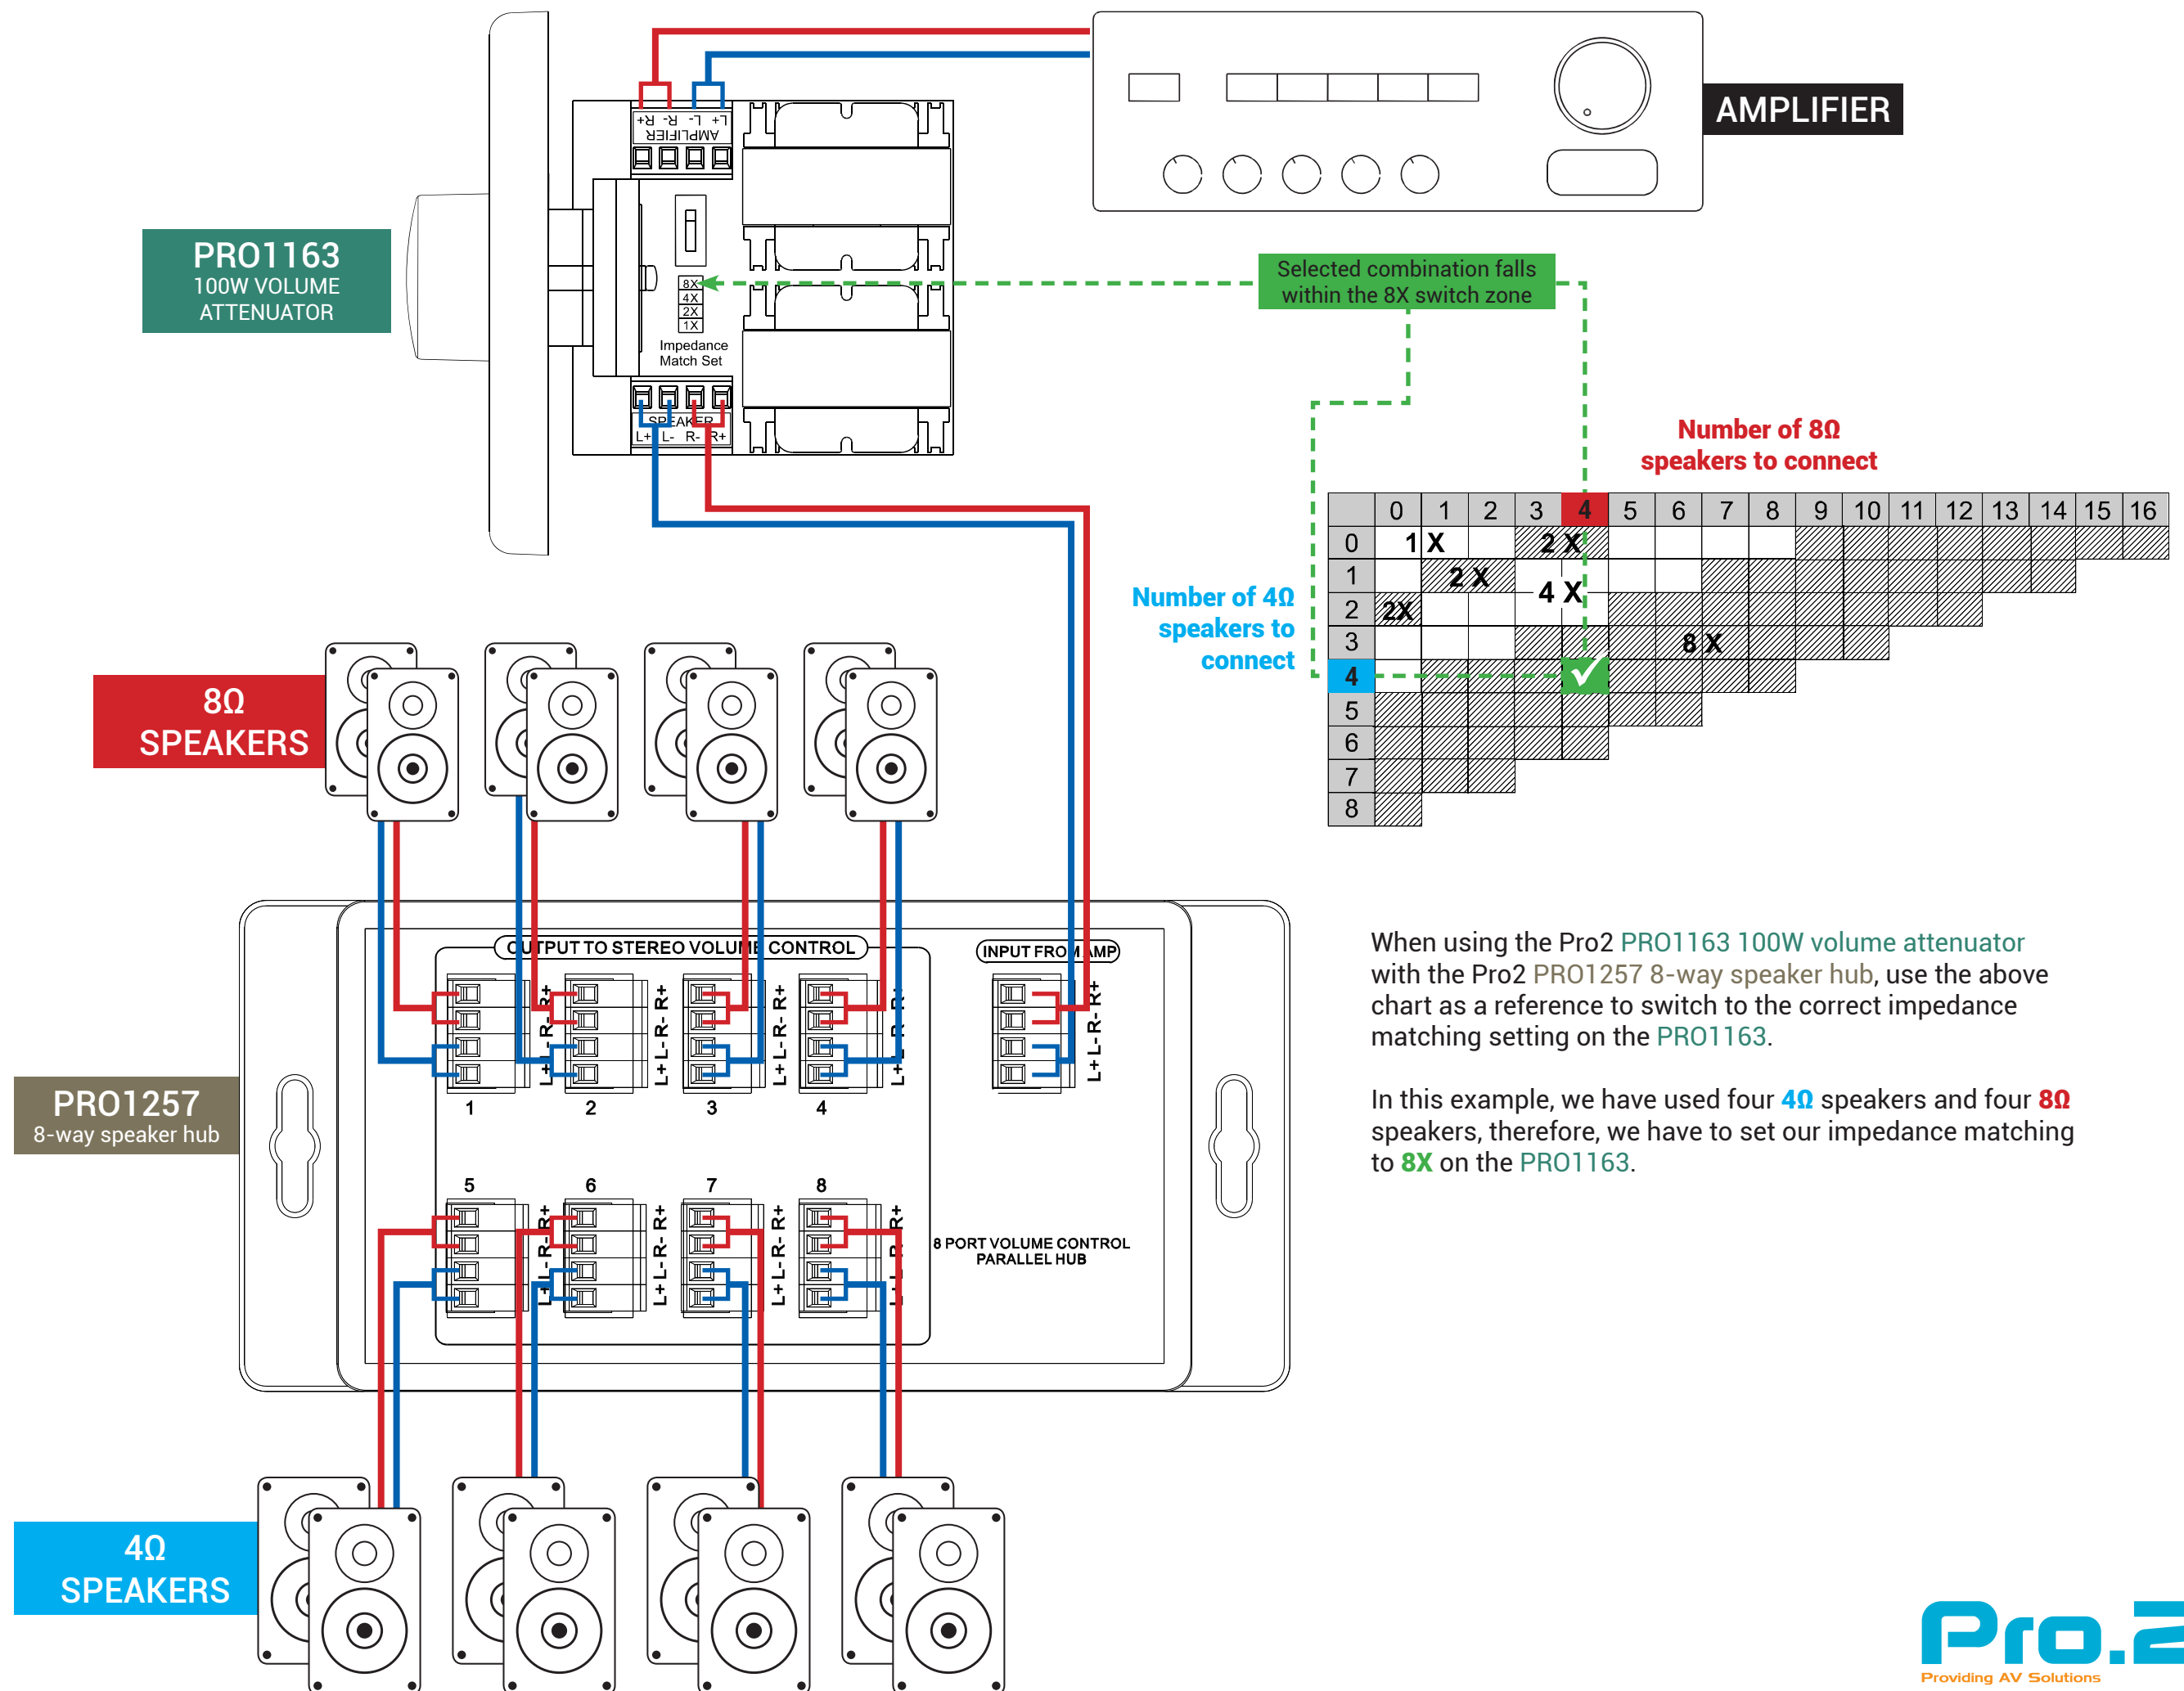 AMPLIFIER
R+ R- L- L+
AMPLIFIER
PRO1163
100W VOLUME
ATTENUATOR
8X
4X
2X
1X
Impedance
Match Set
SPEAKER
L+ L- R- R+
Selected combination falls
within the 8X switch zone
Number of 8Ω
speakers to connect
0 1 2 3 4 5 6 7 8 9 10 11 12 13 14 15 16
0 1 X 2 X
1 2 X
4 X
2 2X
3 8 X
4
5
6
7
8
Number of 4Ω
speakers to
connect
8Ω
SPEAKERS
OUTPUT TO STEREO VOLUME CONTROL
INPUT FROM AMP
L+ L- R- R+
L+ L- R- R+
L+ L- R- R+
L+ L- R- R+
L+ L- R- R+
1 2 3 4
PRO1257
8-way speaker hub
5 6 7 8
L+ L- R- R+
L+ L- R- R+
L+ L- R- R+
L+ L- R- R+
8 PORT VOLUME CONTROL
PARALLEL HUB
When using the Pro2 PRO1163 100W volume attenuator
with the Pro2 PRO1257 8-way speaker hub, use the above
chart as a reference to switch to the correct impedance
matching setting on the PRO1163.
In this example, we have used four 4Ω speakers and four 8Ω
speakers, therefore, we have to set our impedance matching
to 8X on the PRO1163.
4Ω
SPEAKERS
Pro.2
Providing AV Solutions